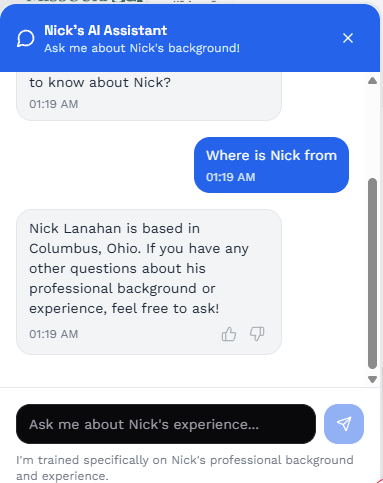 Nick's AI Assistant
Ask me about Nick's background!
to know about Nick?
01:19 AM
Where is Nick from
01:19 AM
Nick Lanahan is based in
Columbus, Ohio. If you have any
other questions about his
professional background or
experience, feel free to ask!
01:19 AM
Ask me about Nick's experience...
I'm trained specifically on Nick's professional background
and experience.